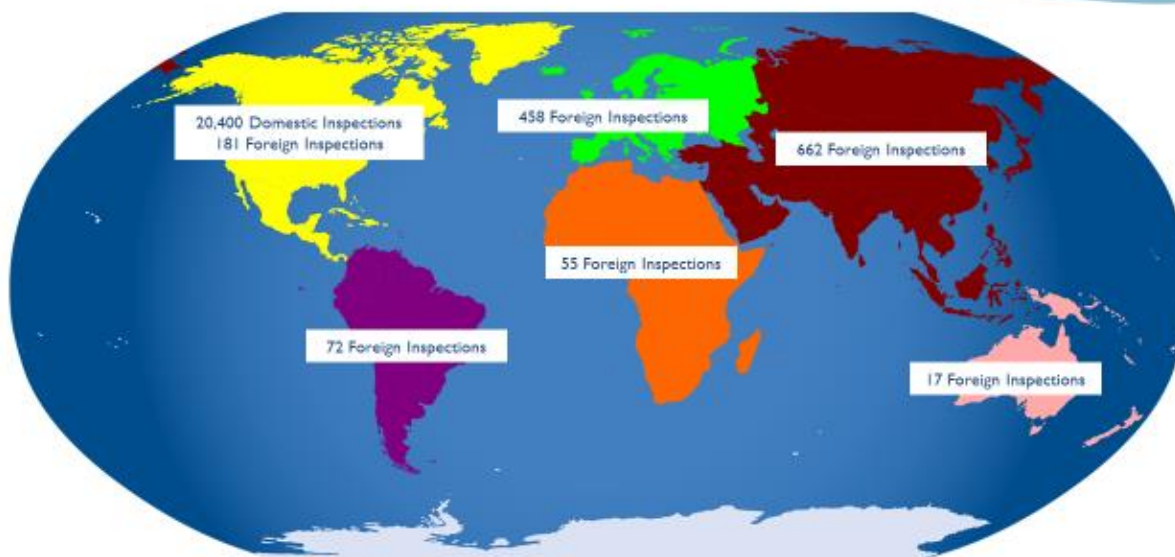 20,400 Domestic Inspections
181 Foreign Inspections
458 Foreign Inspections
662 Foreign Inspections
55 Foreign Inspections
72 Foreign Inspections
17 Foreign Inspections